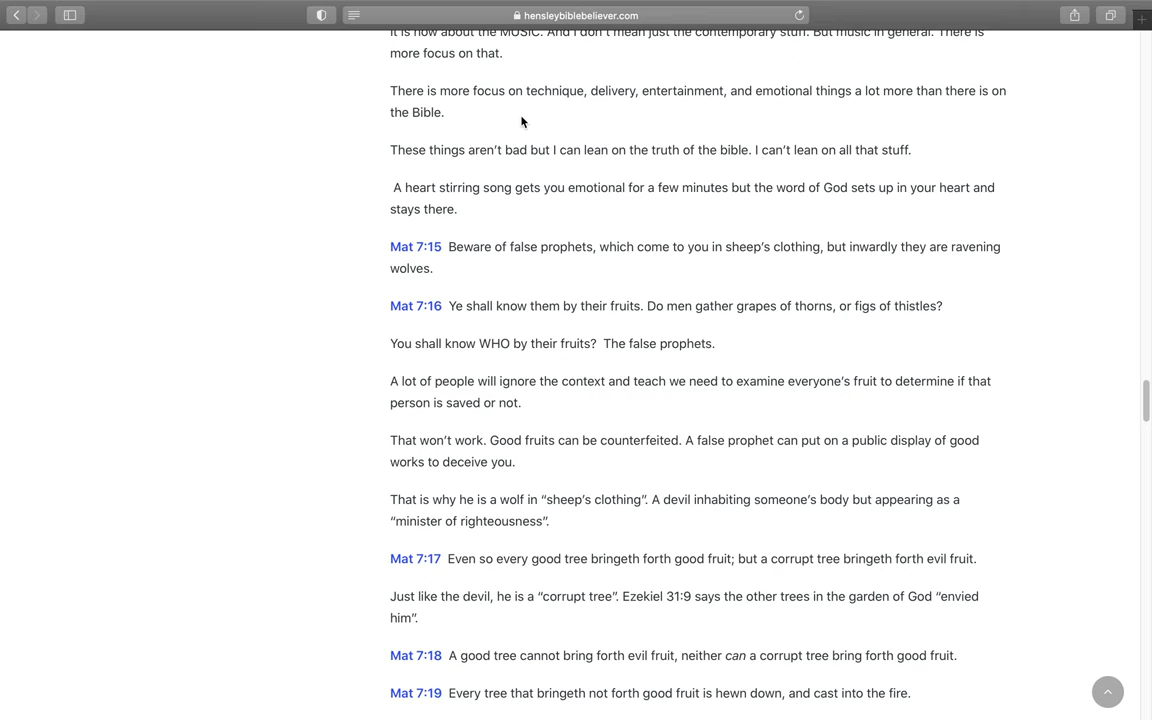 hensleybiblebeliever.com
It is now about the MUSIC. And I don't mean just the contemporary stuff. But music in general. There is
more focus on that.
There is more focus on technique, delivery, entertainment, and emotional things a lot more than there is on
the Bible.
These things aren't bad but I can lean on the truth of the bible. I can't lean on all that stuff.
A heart stirring song gets you emotional for a few minutes but the word of God sets up in your heart and
stays there.
Mat 7:15 Beware of false prophets, which come to you in sheep's clothing, but inwardly they are ravening
wolves.
Mat 7:16 Ye shall know them by their fruits. Do men gather grapes of thorns, or figs of thistles?
You shall know WHO by their fruits? The false prophets.
A lot of people will ignore the context and teach we need to examine everyone's fruit to determine if that
person is saved or not.
That won't work. Good fruits can be counterfeited. A false prophet can put on a public display of good
works to deceive you.
That is why he is a wolf in “sheep's clothing”. A devil inhabiting someone's body but appearing as a
“minister of righteousness”.
Mat 7:17 Even so every good tree bringeth forth good fruit; but a corrupt tree bringeth forth evil fruit.
Just like the devil, he is a “corrupt tree”. Ezekiel 31:9 says the other trees in the garden of God “envied
him”.
Mat 7:18 A good tree cannot bring forth evil fruit, neither can a corrupt tree bring forth good fruit.
Mat 7:19 Every tree that bringeth not forth good fruit is hewn down, and cast into the fire.